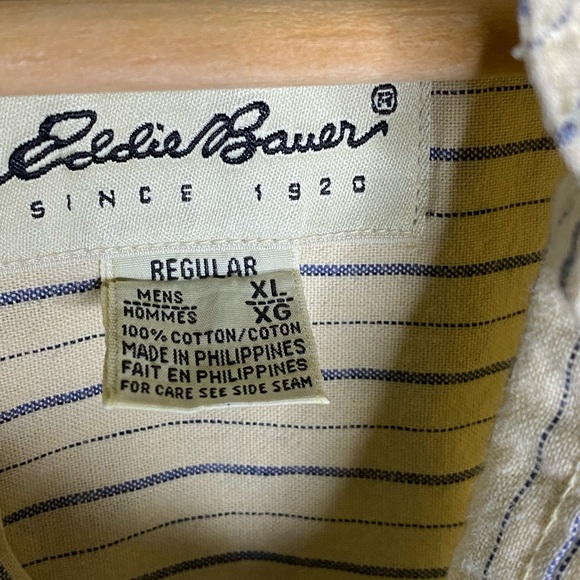 Eddie Bauer®
SINCE 1920
REGULAR
MENS XL
HOMMES XG
100% COTTON/COTON
MADE IN PHILIPPINES
FAIT EN PHILIPPINES
FOR CARE SEE SIDE SEAM